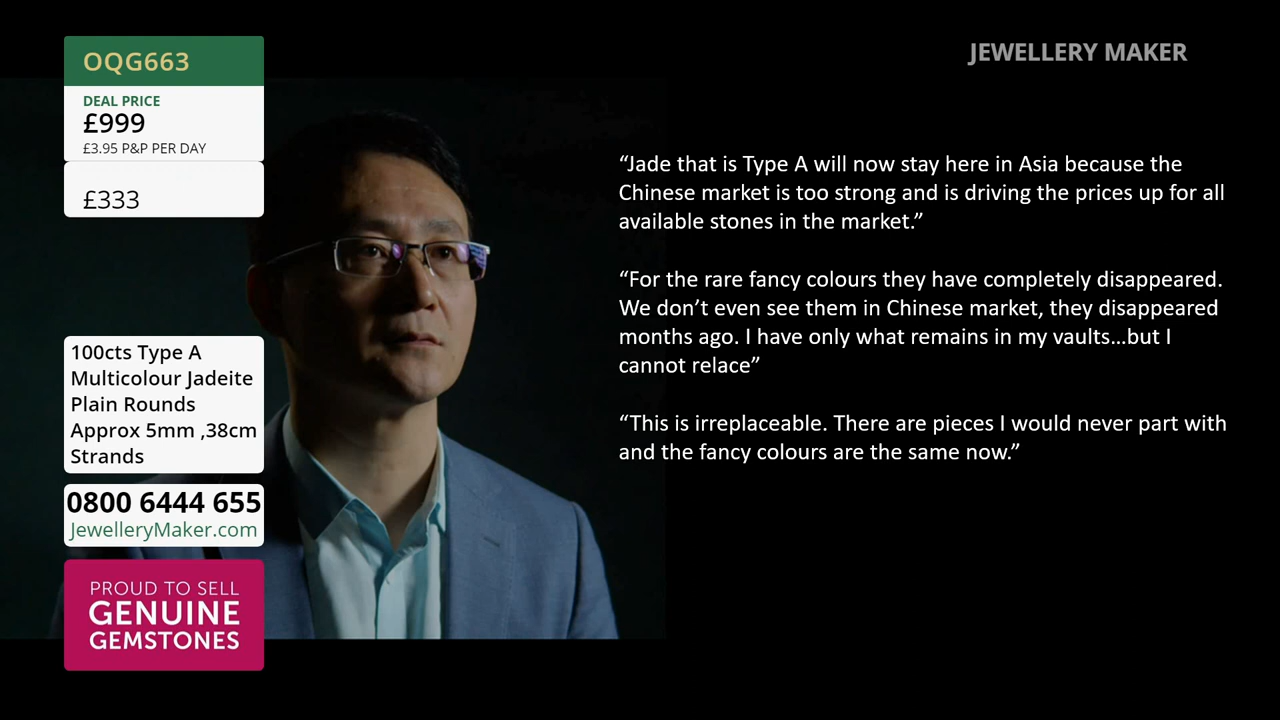 OQG663
DEAL PRICE
£999
£3.95 P&P PER DAY
£333
100cts Type A
Multicolour Jadeite
Plain Rounds
Approx 5mm ,38cm
Strands
0800 6444 655
JewelleryMaker.com
PROUD TO SELL
GENUINE
GEMSTONES
JEWELLERY MAKER
“Jade that is Type A will now stay here in Asia because the
Chinese market is too strong and is driving the prices up for all
available stones in the market.”
“For the rare fancy colours they have completely disappeared.
We don’t even see them in Chinese market, they disappeared
months ago. I have only what remains in my vaults…but I
cannot relace”
“This is irreplaceable. There are pieces I would never part with
and the fancy colours are the same now.”